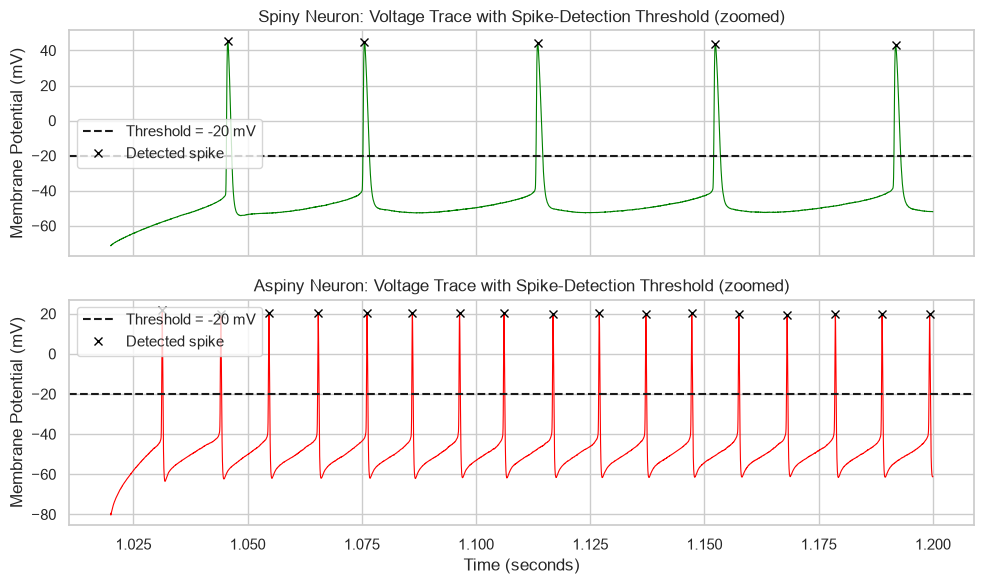 Spiny Neuron: Voltage Trace with Spike-Detection Threshold (zoomed)
Membrane Potential (mV)
40
20
0
−20
−40
−60
Threshold = -20 mV
Detected spike
Aspiny Neuron: Voltage Trace with Spike-Detection Threshold (zoomed)
Membrane Potential (mV)
20
0
−20
−40
−60
−80
Threshold = -20 mV
Detected spike
1.025 1.050 1.075 1.100 1.125 1.150 1.175 1.200
Time (seconds)